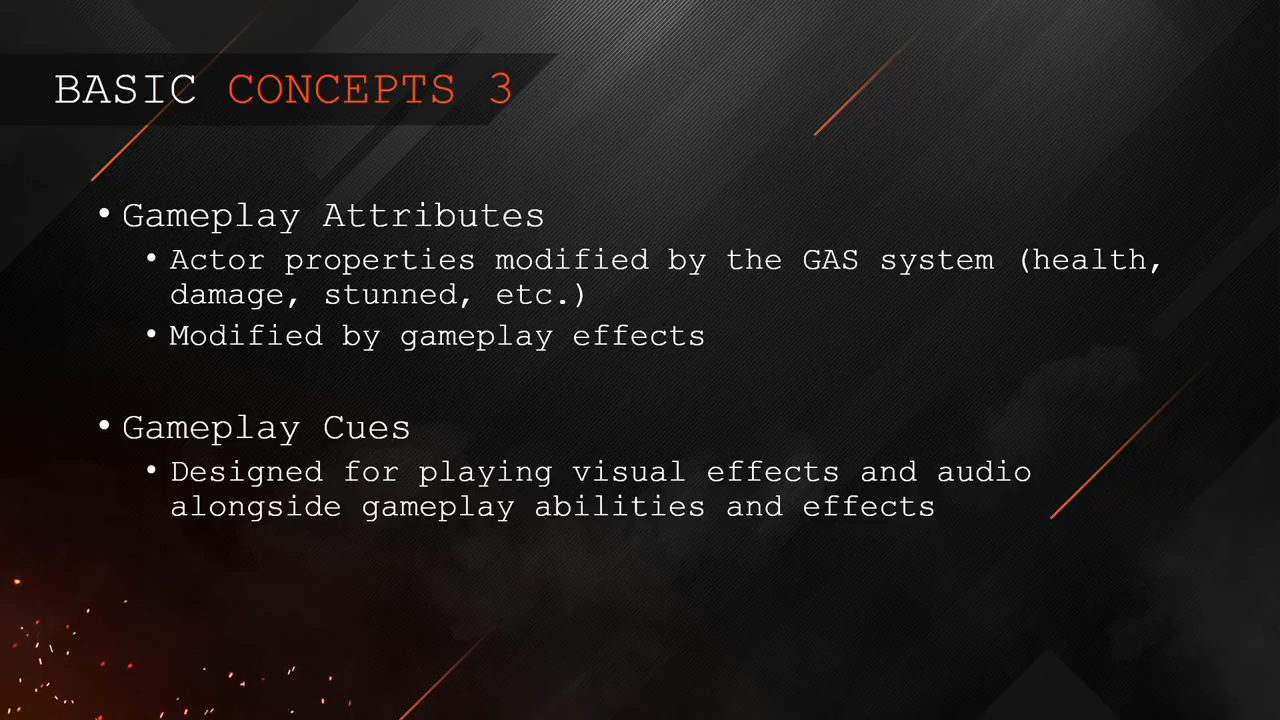 BASIC CONCEPTS 3
• Gameplay Attributes
• Actor properties modified by the GAS system (health,
damage, stunned, etc.)
• Modified by gameplay effects
• Gameplay Cues
• Designed for playing visual effects and audio
alongside gameplay abilities and effects